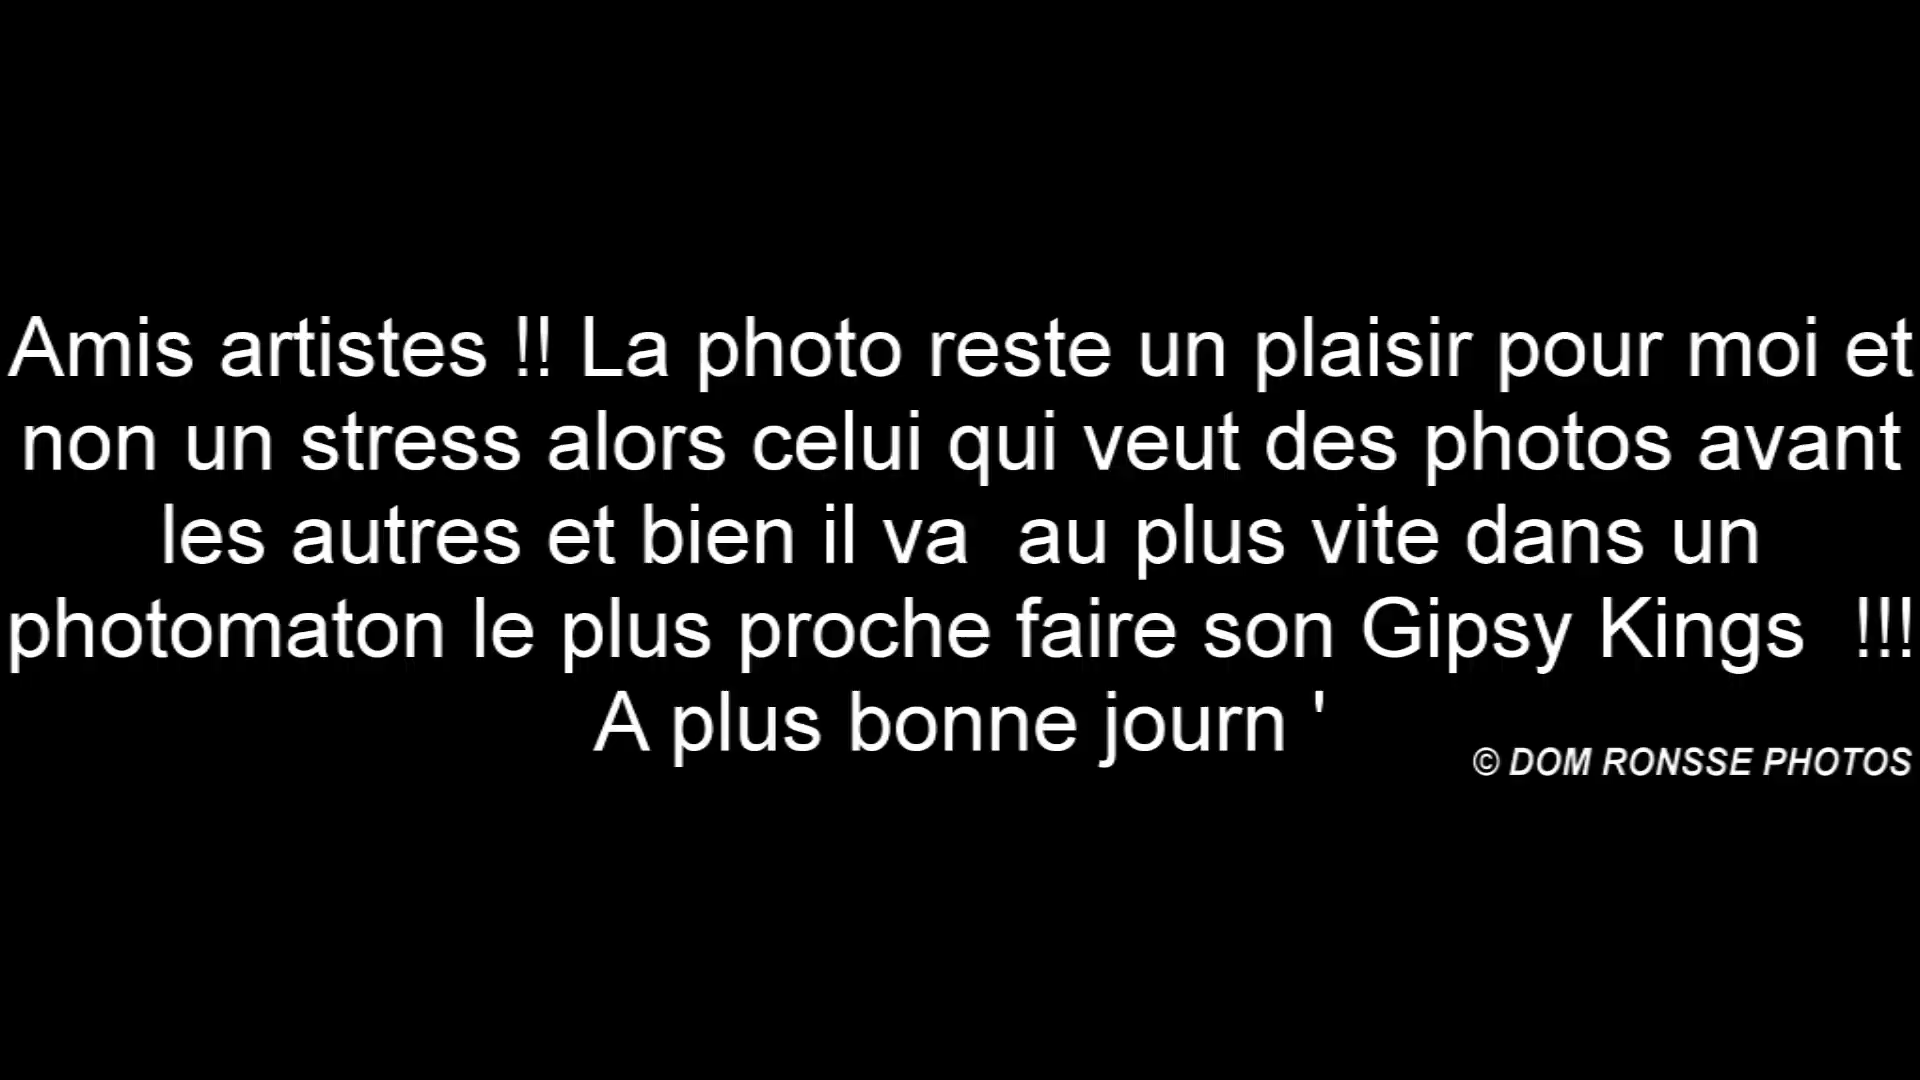 Amis artistes !! La photo reste un plaisir pour moi et
non un stress alors celui qui veut des photos avant
les autres et bien il va  au plus vite dans un
photomaton le plus proche faire son Gipsy Kings  !!!
A plus bonne journ '
© DOM RONSSE PHOTOS